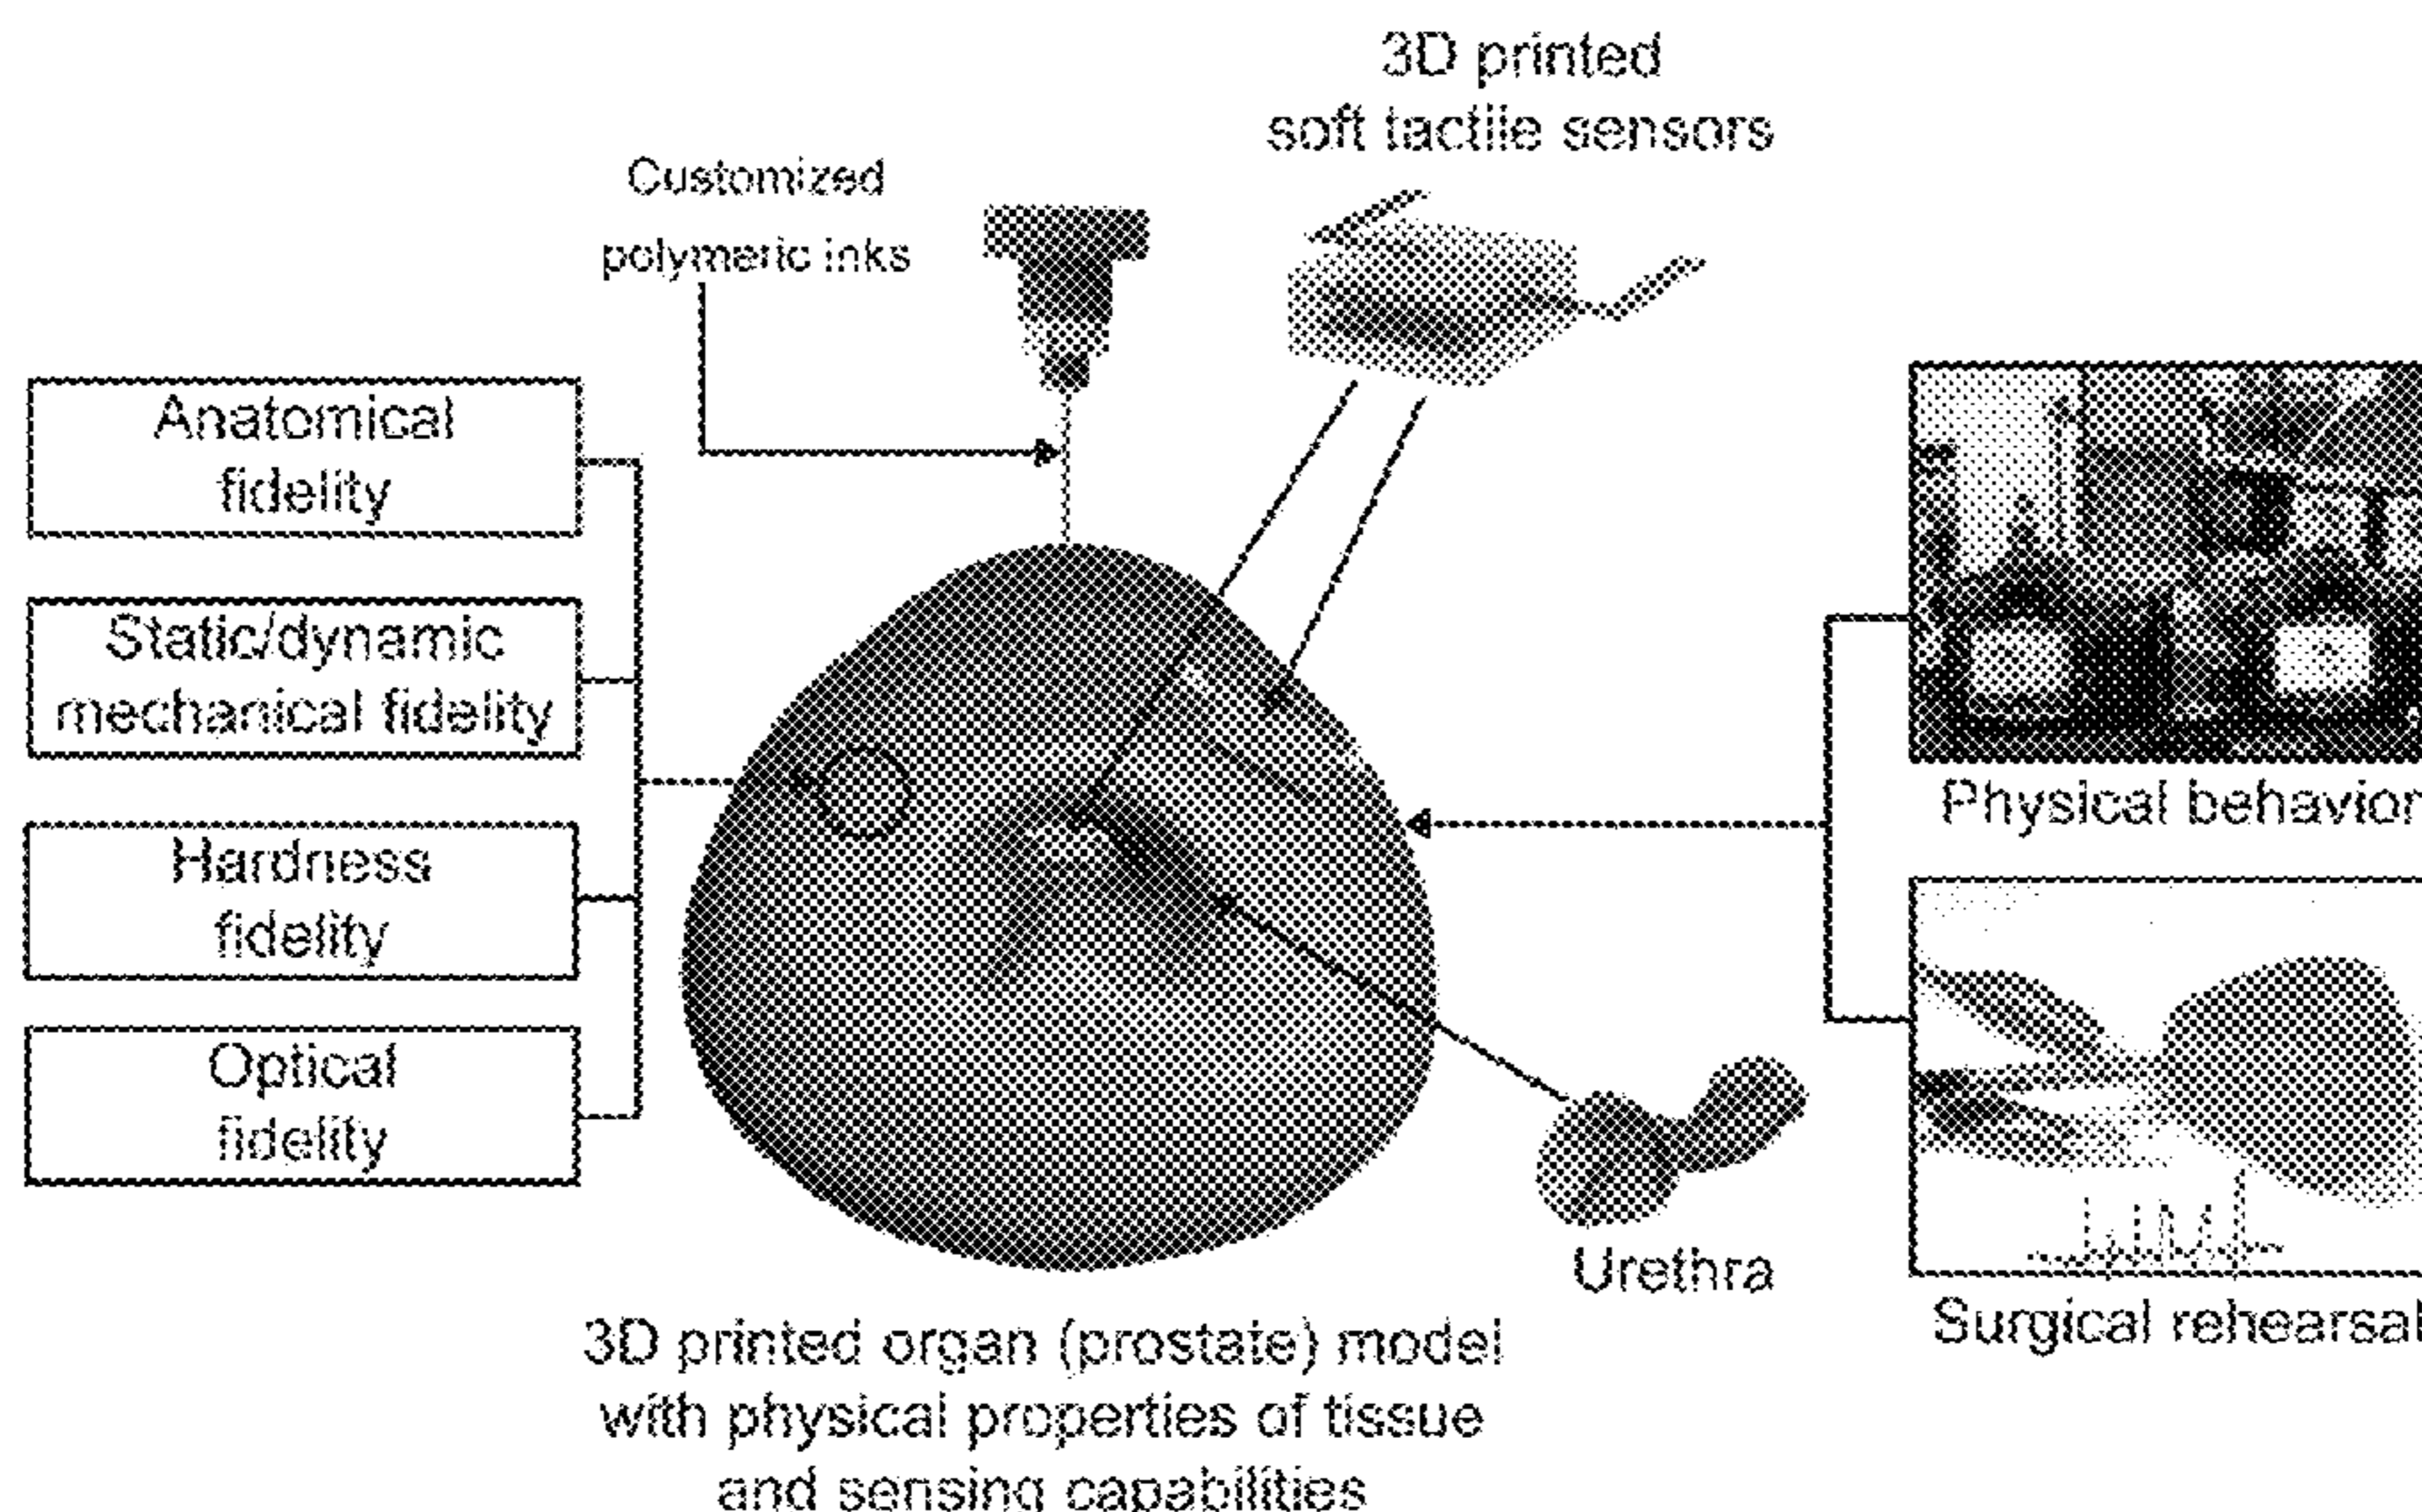 3D printed
soft tactile sensors
Customized
polymeric inks
Anatomical
fidelity
Static/dynamic
mechanical fidelity
Hardness
fidelity
Optical
fidelity
Physical behavior
Urethra
Surgical rehearsal
3D printed organ (prostate) model
with physical properties of tissue
and sensing capabilities